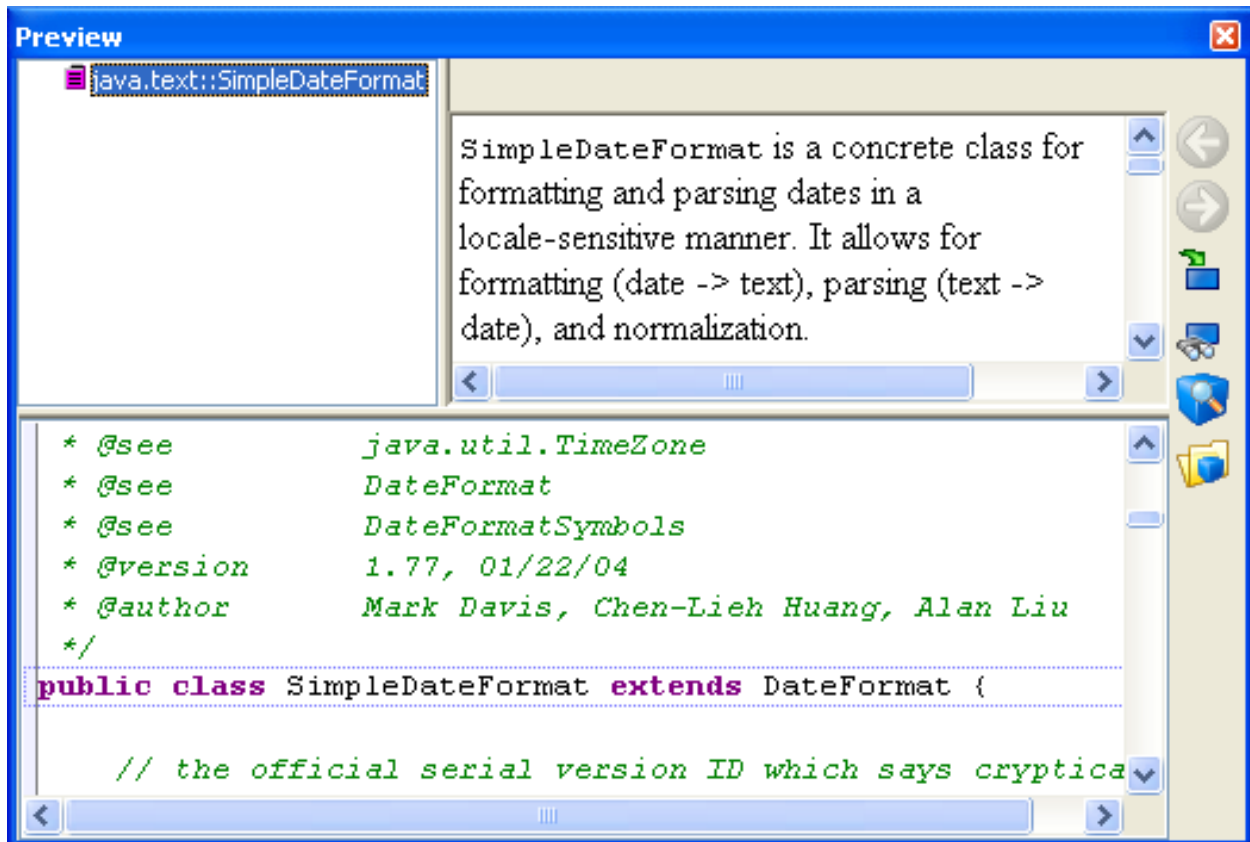 Preview
java.text::SimpleDateFormat
SimpleDateFormat is a concrete class for
formatting and parsing dates in a
locale-sensitive manner. It allows for
formatting (date -> text), parsing (text ->
date), and normalization.
* @see java.util.TimeZone
* @see DateFormat
* @see DateFormatSymbols
* @version 1.77, 01/22/04
* @author Mark Davis, Chen-Lieh Huang, Alan Liu
*/
public class SimpleDateFormat extends DateFormat {
// the official serial version ID which says cryptica